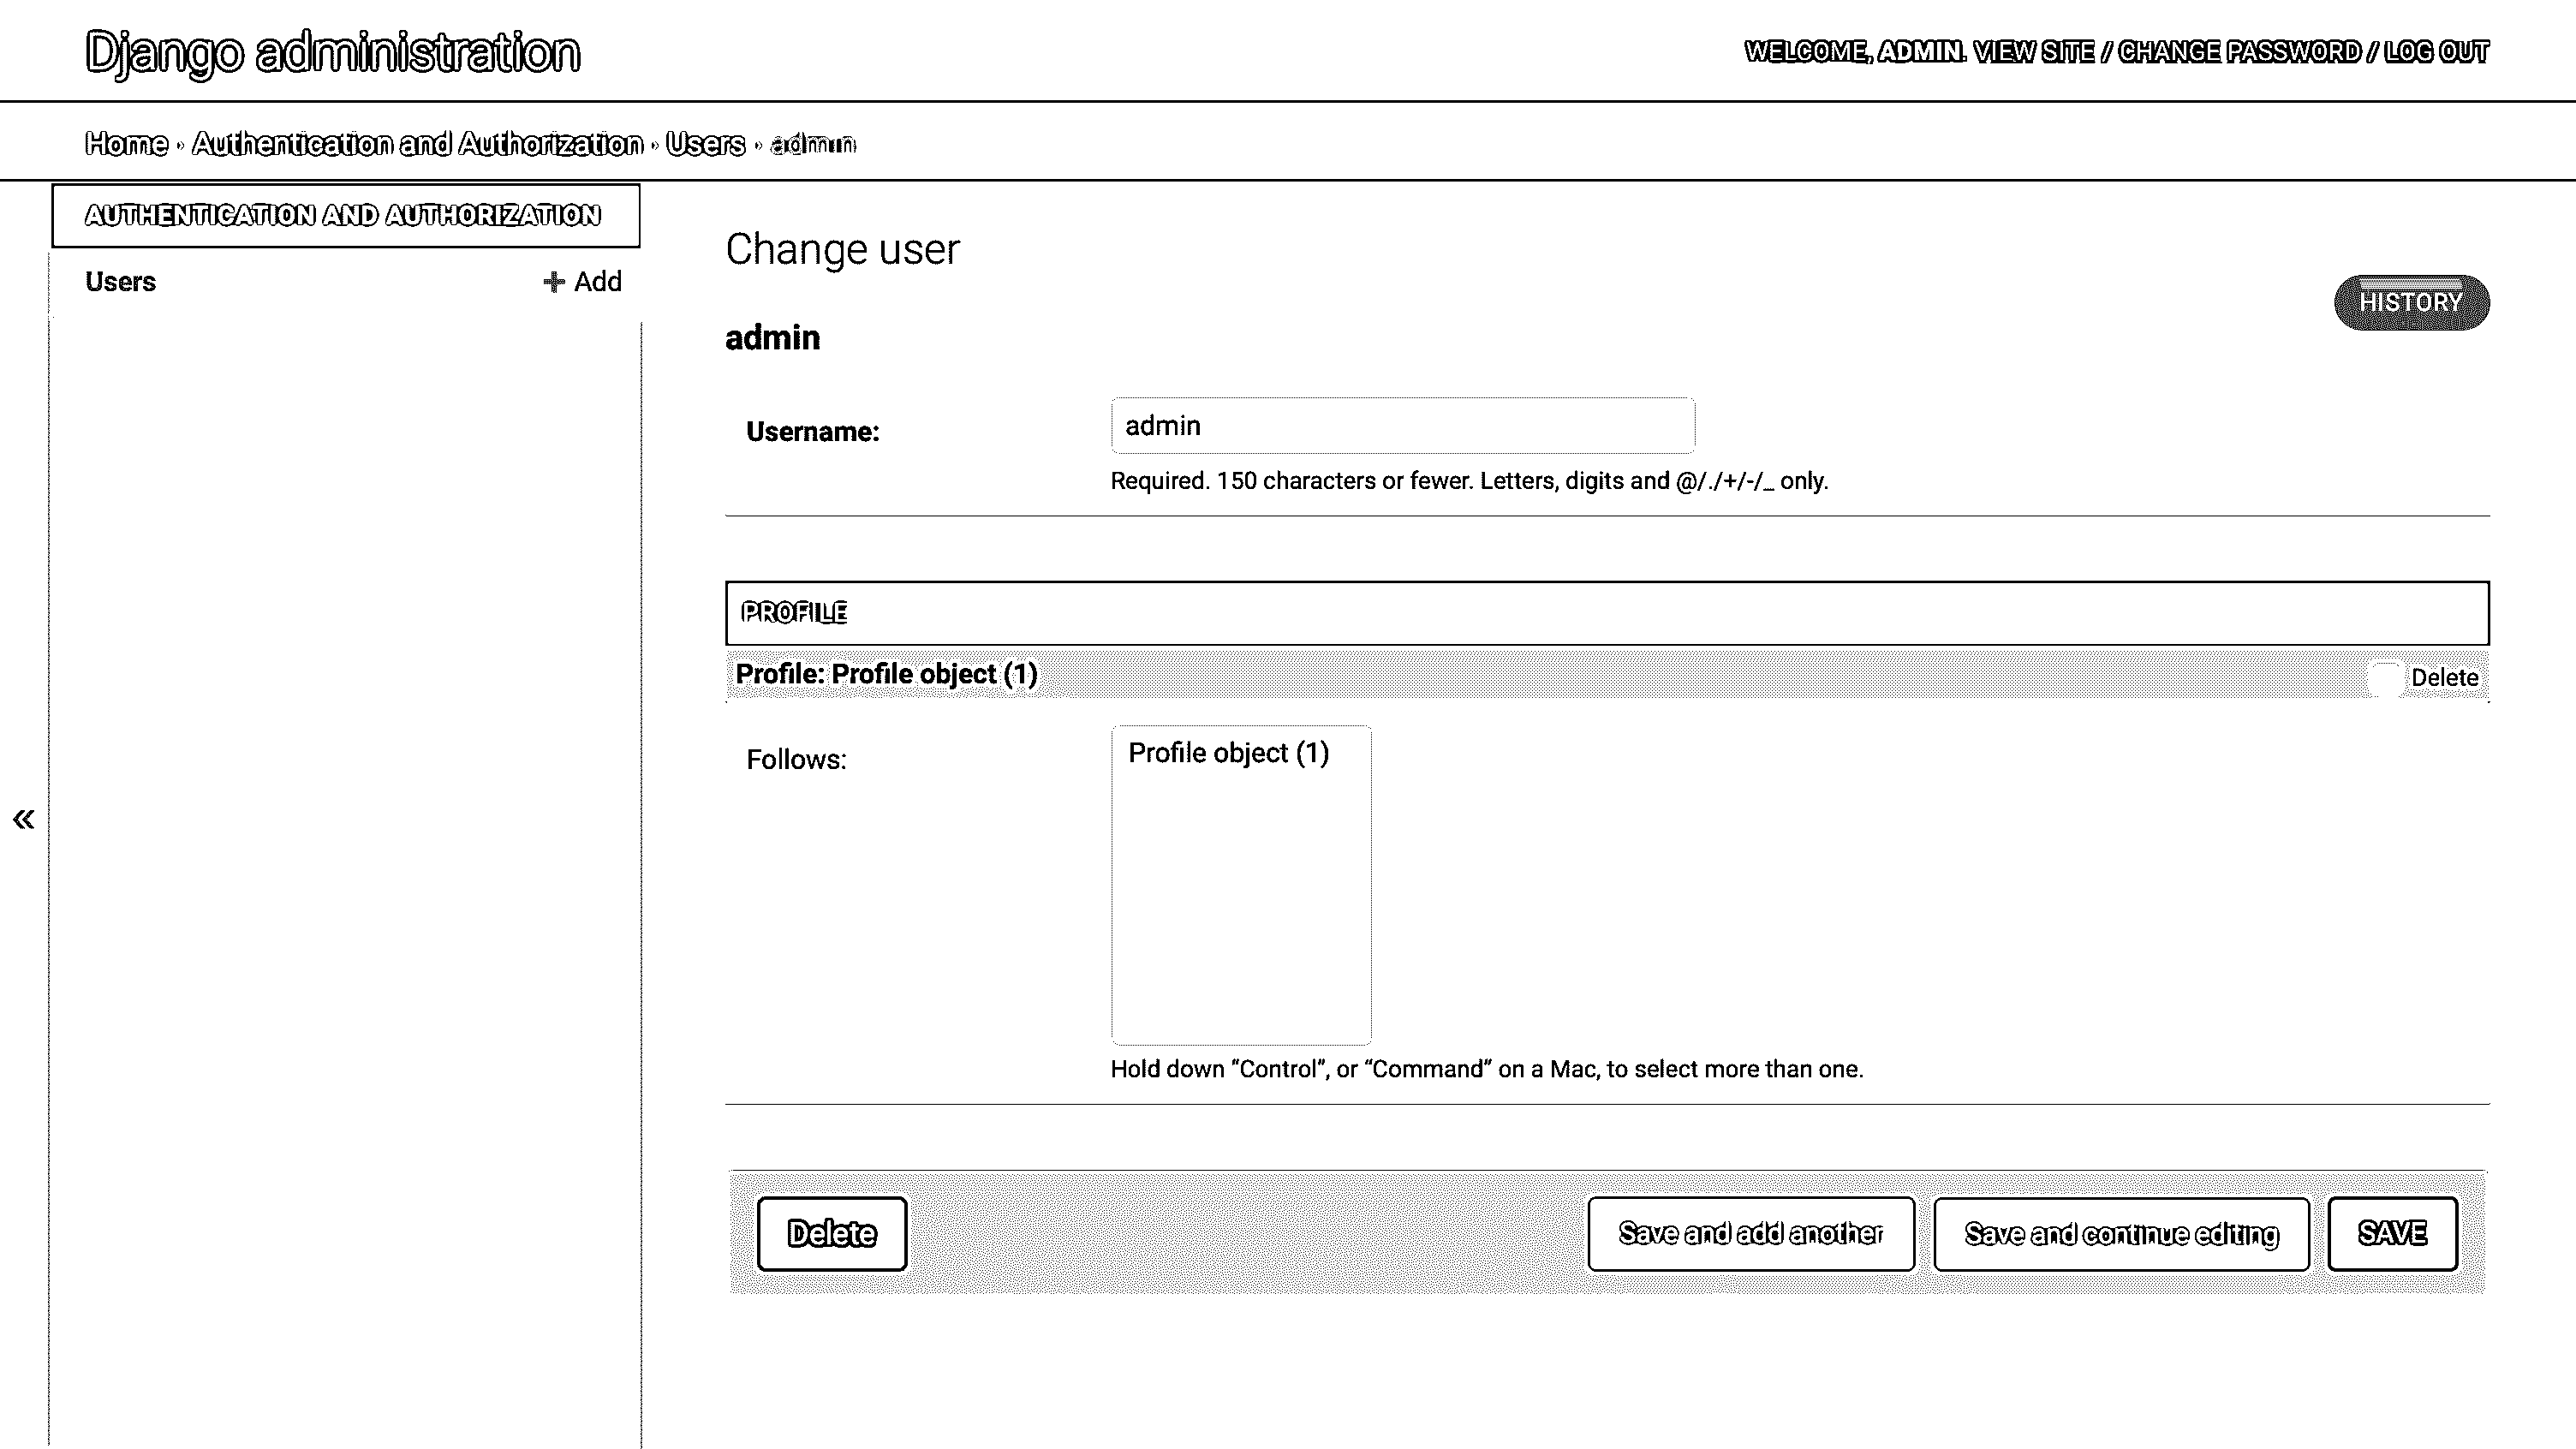 Django administration
WELCOME, ADMIN. VIEW SITE / CHANGE PASSWORD / LOG OUT
Home › Authentication and Authorization › Users › admin
AUTHENTICATION AND AUTHORIZATION
Users + Add
Change user
HISTORY
admin
Username: admin
Required. 150 characters or fewer. Letters, digits and @/./+/-/_ only.
PROFILE
Profile: Profile object (1) Delete
Follows: Profile object (1)
«
Hold down “Control”, or “Command” on a Mac, to select more than one.
Delete Save and add another Save and continue editing SAVE